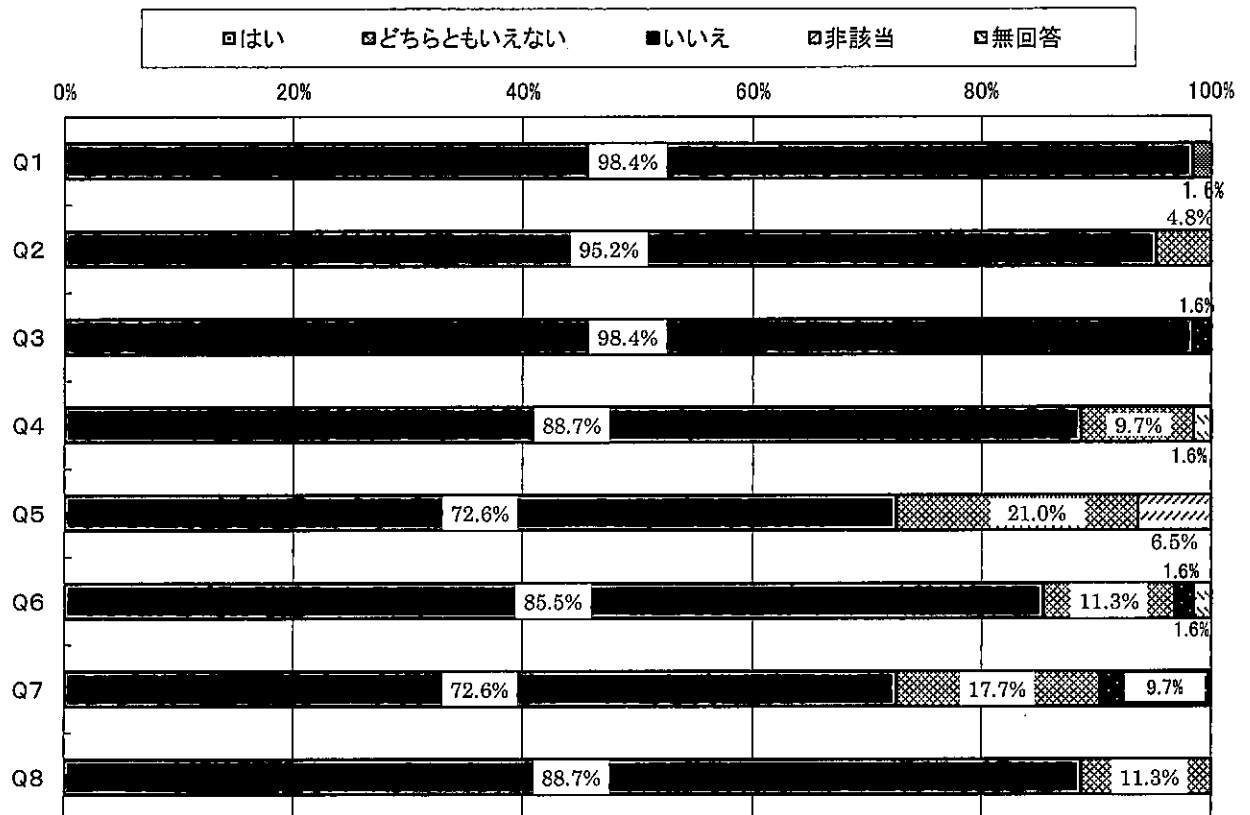 はい どちらともいえない いいえ 非該当 無回答
0% 20% 40% 60% 80% 100%
Q1 98.4% 1.6%
4.8%
Q2 95.2%
1.6%
Q3 98.4%
Q4 88.7% 9.7%
1.6%
Q5 72.6% 21.0%
6.5%
1.6%
Q6 85.5% 11.3%
1.6%
Q7 72.6% 17.7% 9.7%
Q8 88.7% 11.3%